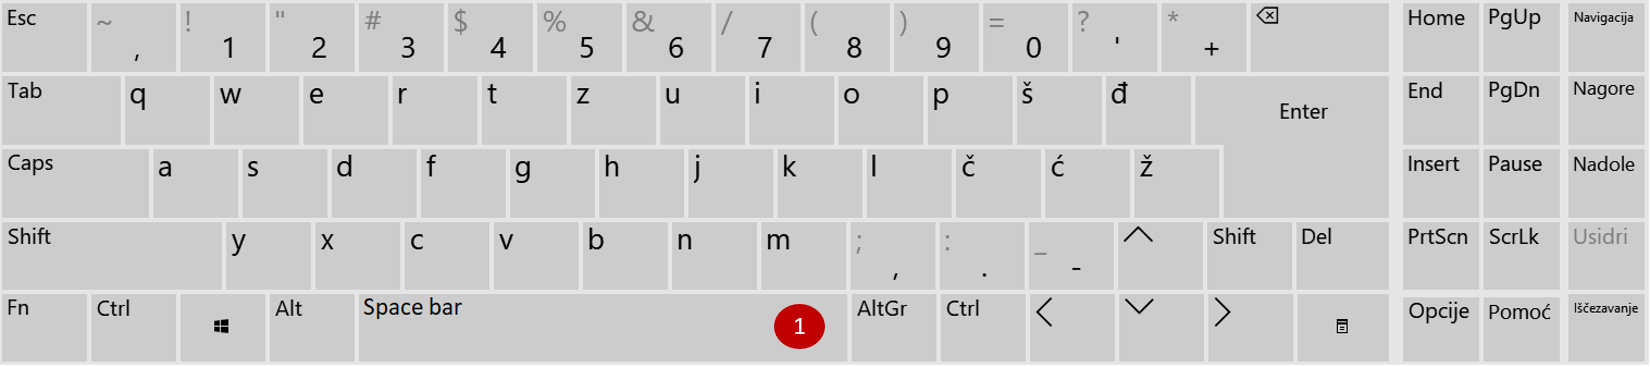 Esc ~ , ! 1 " 2 # 3 $ 4 % 5 & 6 / 7 ( 8 ) 9 = 0 ? ' * + Home PgUp Navigacija
Tab q w e r t z u i o p š đ Enter End PgDn Nagore
Caps a s d f g h j k l č ć ž Insert Pause Nadole
Shift y x c v b n m ; , : . _ - Shift Del PrtScn ScrLk Usidri
Fn Ctrl Alt Space bar 1 AltGr Ctrl Opcije Pomoć Iščezavanje